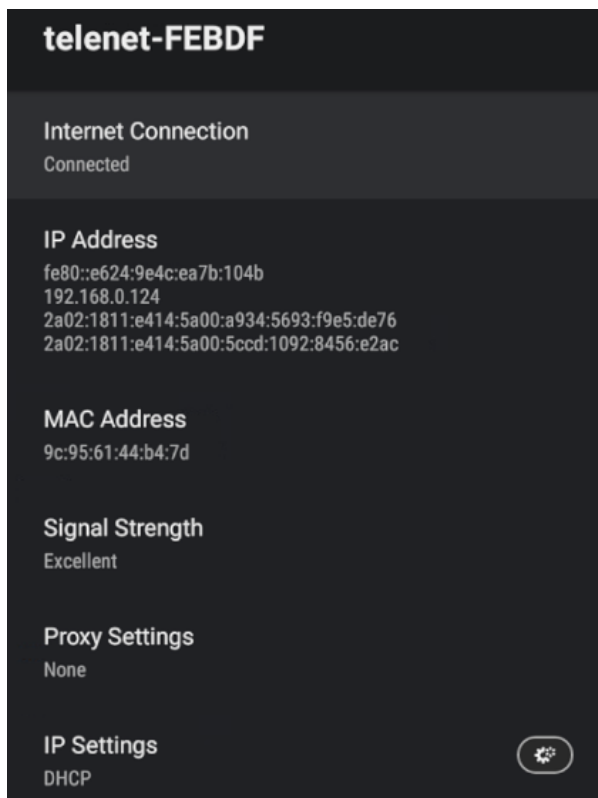 telenet-FEBDF
Internet Connection
Connected
IP Address
fe80::e624:9e4c:ea7b:104b
192.168.0.124
2a02:1811:e414:5a00:a934:5693:f9e5:de76
2a02:1811:e414:5a00:5ccd:1092:8456:e2ac
MAC Address
9c:95:61:44:b4:7d
Signal Strength
Excellent
Proxy Settings
None
IP Settings
DHCP